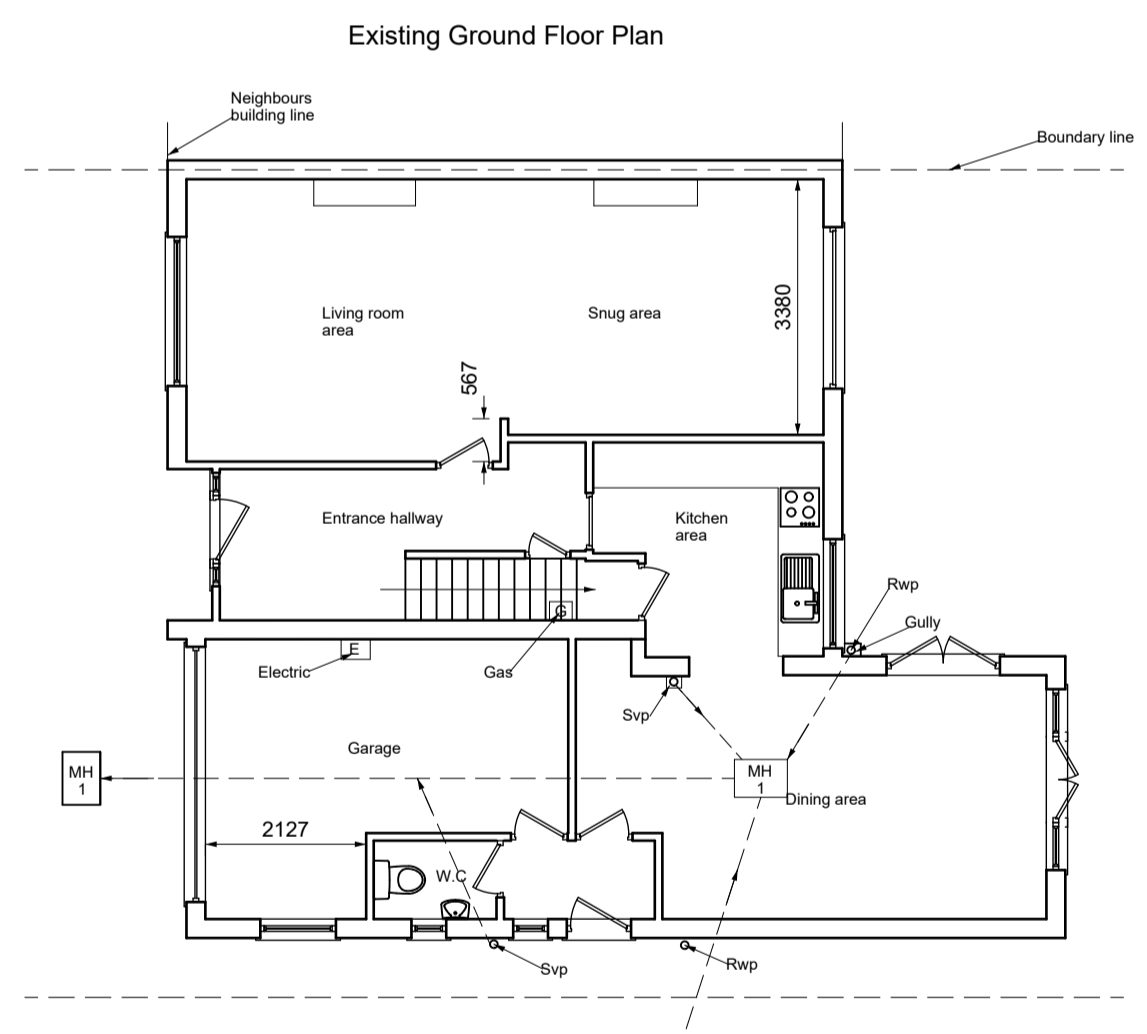 Existing Ground Floor Plan
Neighbours
building line
Boundary line
Living room
area
Snug area
3380
567
Entrance hallway
Kitchen
area
Rwp
Gully
G
E
Electric
Gas
Svp
Garage
MH
1
MH
1
Dining area
2127
W.C
Svp
Rwp